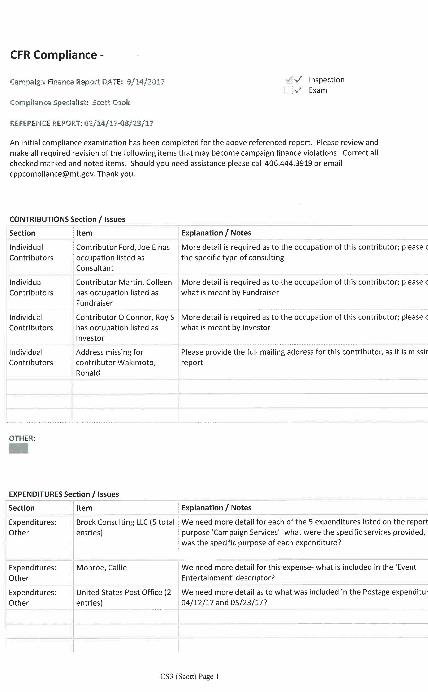 CFR Compliance -
Campaign Finance Report DATE: 9/14/2017
Inspection
Exam
Compliance Specialist: Scott Cook
REFERENCE REPORT: 02/14/17-08/23/17
An initial compliance examination has been completed for the above referenced report. Please review and
make all required revision of the following items that may become campaign finance violations. Correct all
checked marked and noted items. Should you need assistance please call 406.444.3919 or email
cppcompliance@mt.gov. Thank you.
CONTRIBUTIONS Section / Issues
Section Item Explanation / Notes
Individual Contributor Ford, Joe E has More detail is required as to the occupation of this contributor; please
Contributors occupation listed as the specific type of consulting
Consultant
Individual Contributor Martin, Colleen More detail is required as to the occupation of this contributor; please
Contributors has occupation listed as what is meant by Fundraiser
Fundraiser
Individual Contributor O Connor, Roy S More detail is required as to the occupation of this contributor; please
Contributors has occupation listed as what is meant by Investor
Investor
Individual Address missing for Please provide the full mailing address for this contributor, as it is missin
Contributors contributor Wakimoto, report
Ronald
OTHER:
EXPENDITURES Section / Issues
Section Item Explanation / Notes
Expenditures: Brock Consulting LLC (5 total We need more detail for each of the 5 expenditures listed on the report
Other entries) purpose 'Campaign Services' what were the specific services provided,
was the specific purpose of each expenditure?
Expenditures: Monroe, Callie We need more detail for this expense- what is included in the 'Event
Other Entertainment' descriptor?
Expenditures: United States Post Office (2 We need more detail as to what was included in the Postage expenditu
Other entries) 04/12/17 and 05/23/17?
CS3 (Scott) Page 1